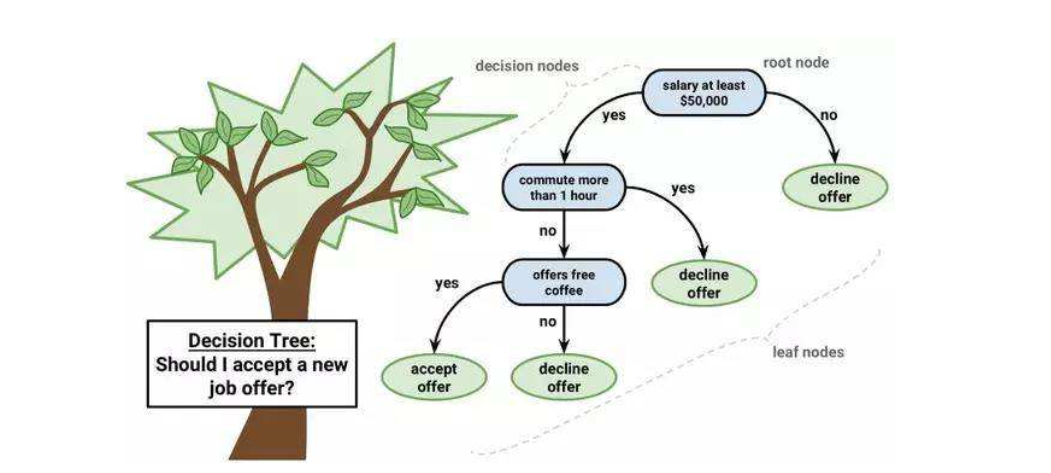 decision nodes
root node
salary at least
$50,000
yes
no
commute more
than 1 hour
yes
decline
offer
no
offers free
coffee
decline
offer
yes
no
Decision Tree:
Should I accept a new
job offer?
accept
offer
decline
offer
leaf nodes